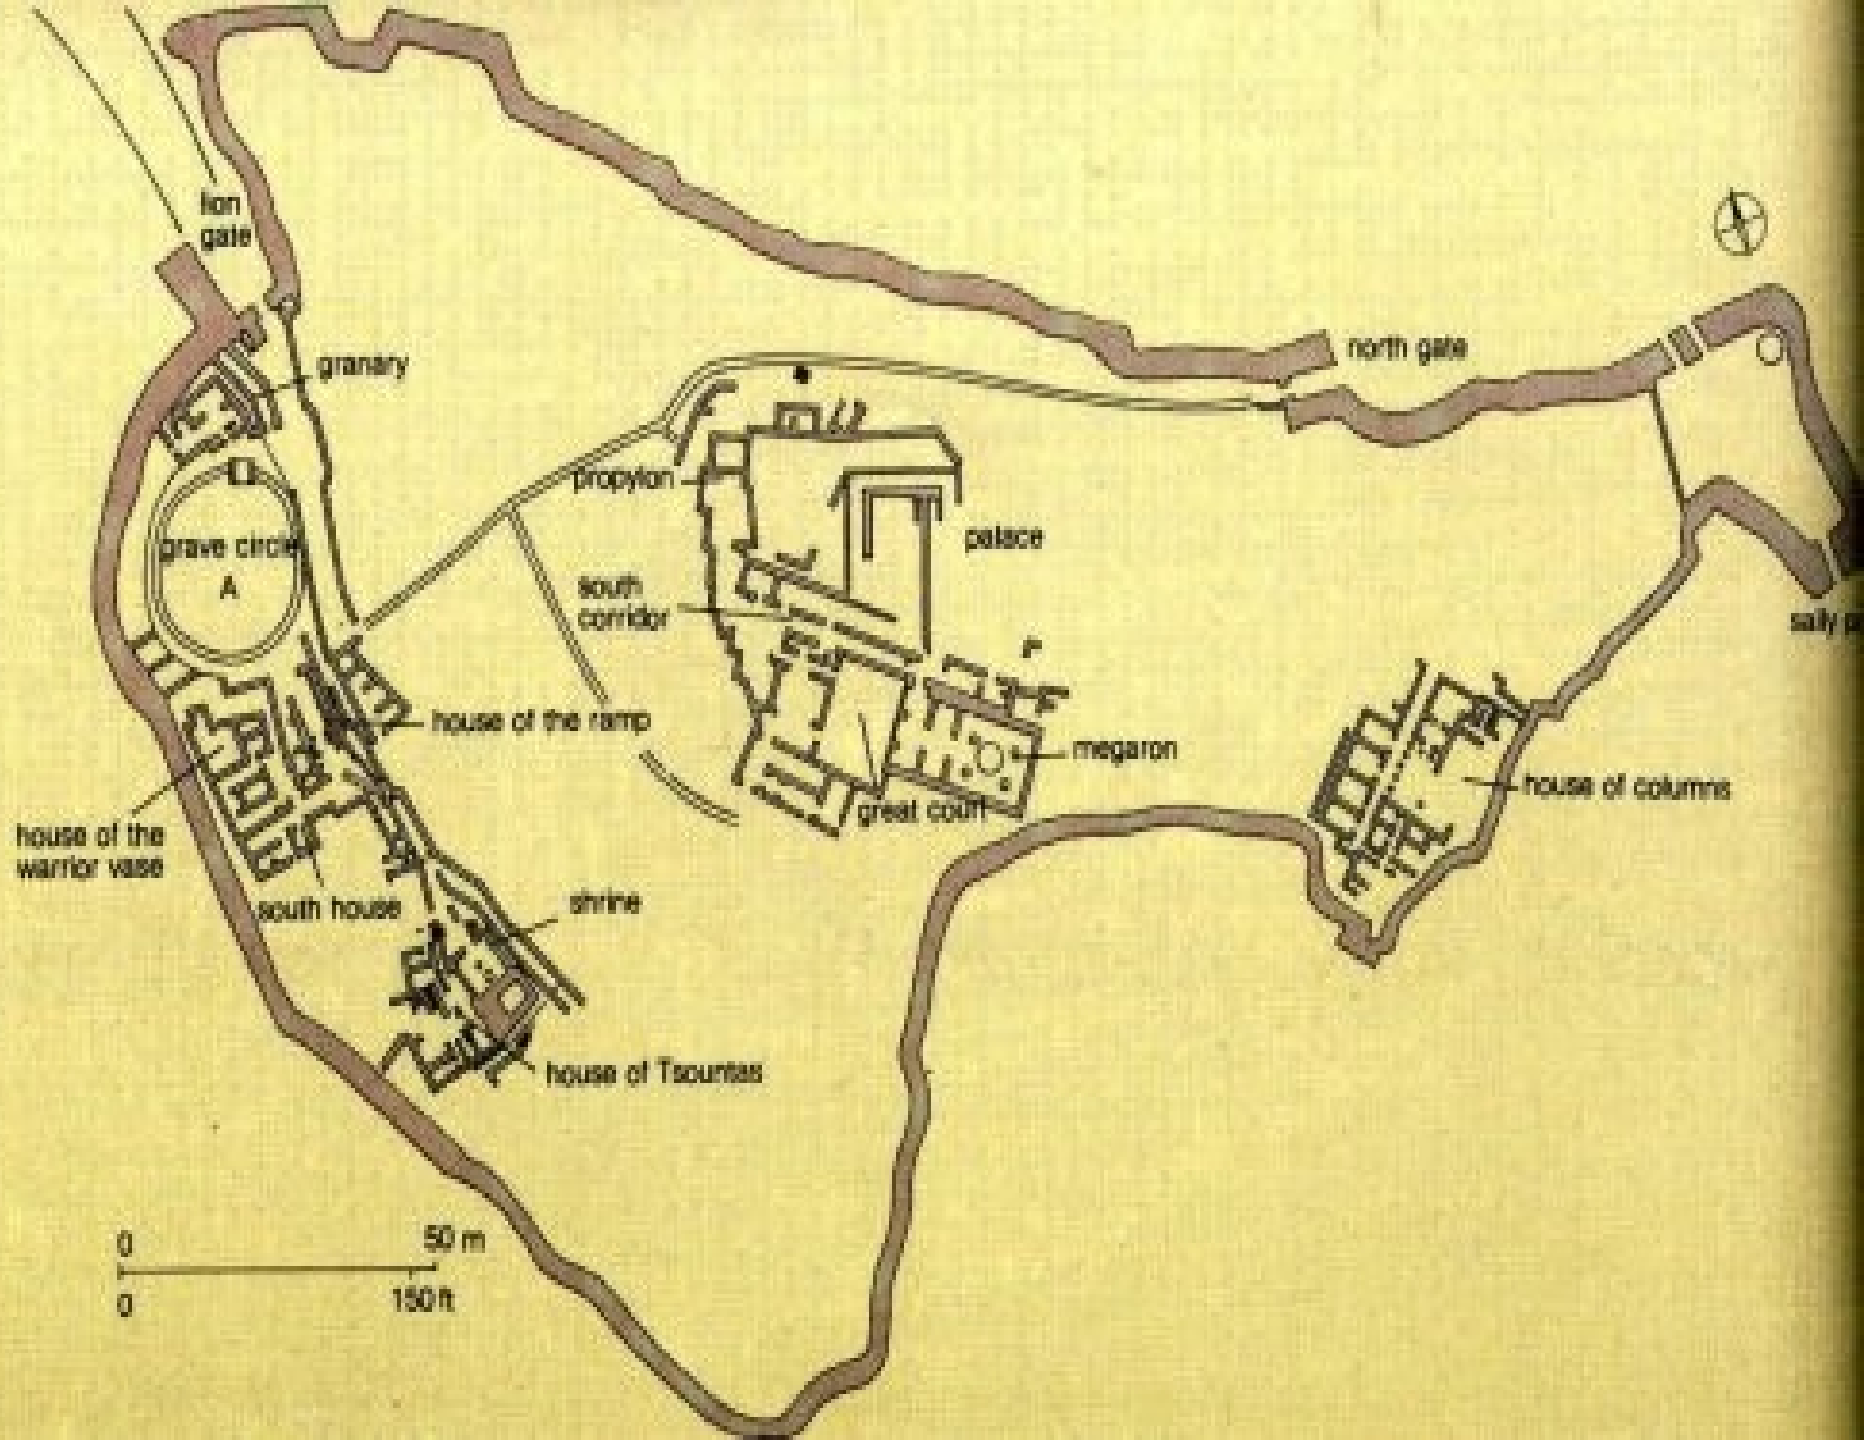 lion
gate
granary
north gate
propylon
grave circle
A
palace
south
corridor
house of the ramp
megaron
great court
house of columns
house of the
warrior vase
south house
shrine
house of Tsountas
sally
0
50 m
0
150 ft